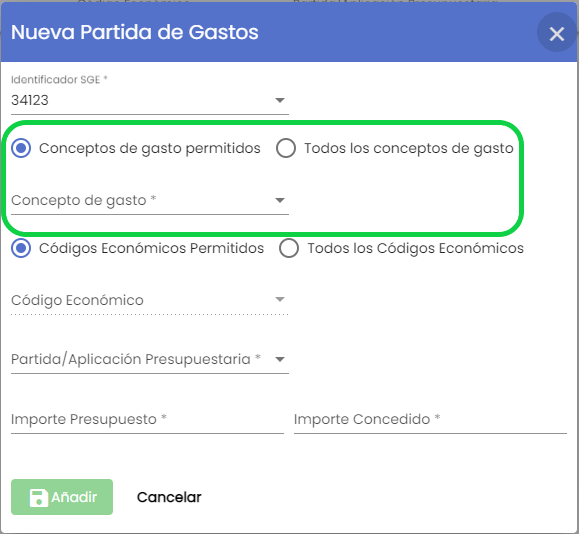 Nueva Partida de Gastos
Identificador SGE *
34123
Conceptos de gasto permitidos Todos los conceptos de gasto
Concepto de gasto *
Códigos Económicos Permitidos Todos los Códigos Económicos
Código Económico
Partida/Aplicación Presupuestaria *
Importe Presupuesto * Importe Concedido *
Añadir Cancelar